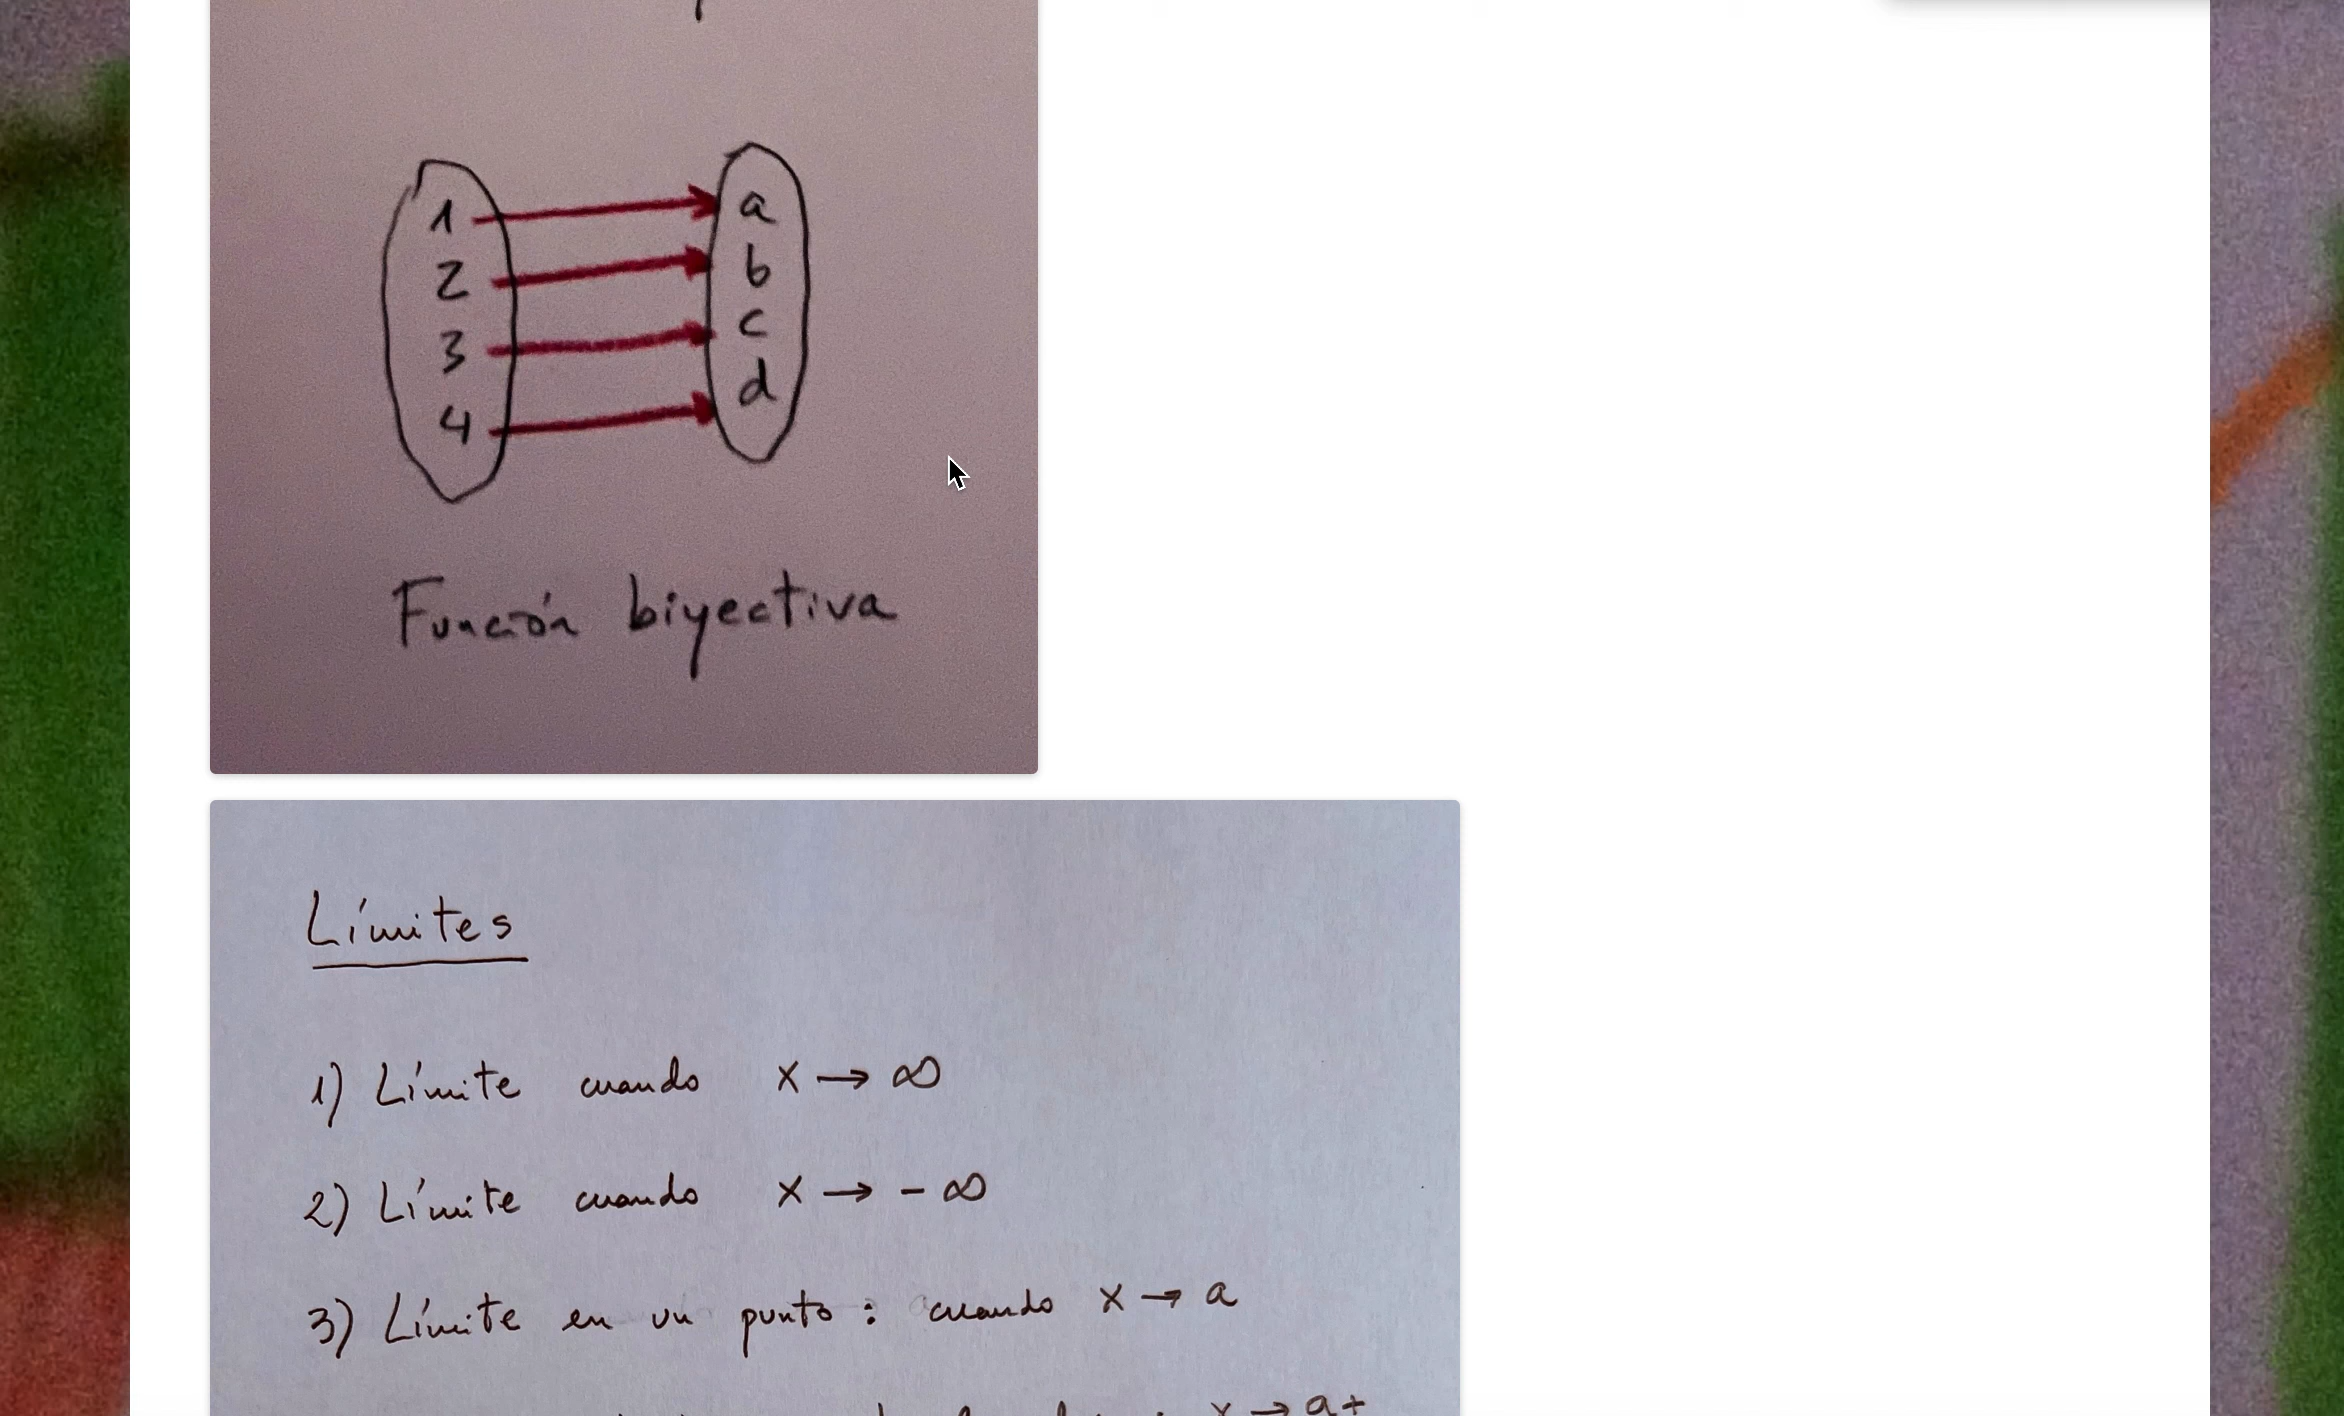 1 a
2 b
3 c
4 d
Función biyectiva
Límites
1) Límite cuando x → ∞
2) Límite cuando x → - ∞
3) Límite en un punto : cuando x → a
x → a+